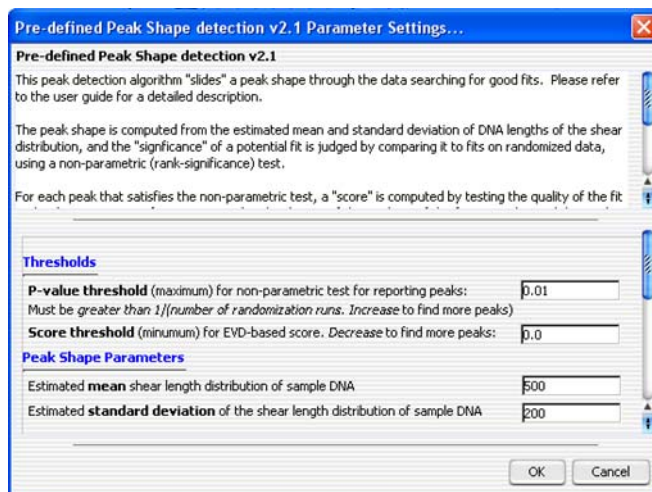 Pre-defined Peak Shape detection v2.1 Parameter Settings...
Pre-defined Peak Shape detection v2.1
This peak detection algorithm "slides" a peak shape through the data searching for good fits. Please refer
to the user guide for a detailed description.
The peak shape is computed from the estimated mean and standard deviation of DNA lengths of the shear
distribution, and the "signficance" of a potential fit is judged by comparing it to fits on randomized data,
using a non-parametric (rank-significance) test.
For each peak that satisfies the non-parametric test, a "score" is computed by testing the quality of the fit
Thresholds
P-value threshold (maximum) for non-parametric test for reporting peaks: 0.01
Must be greater than 1/(number of randomization runs. Increase to find more peaks)
Score threshold (minumum) for EVD-based score. Decrease to find more peaks: 0.0
Peak Shape Parameters
Estimated mean shear length distribution of sample DNA 500
Estimated standard deviation of the shear length distribution of sample DNA 200
OK Cancel